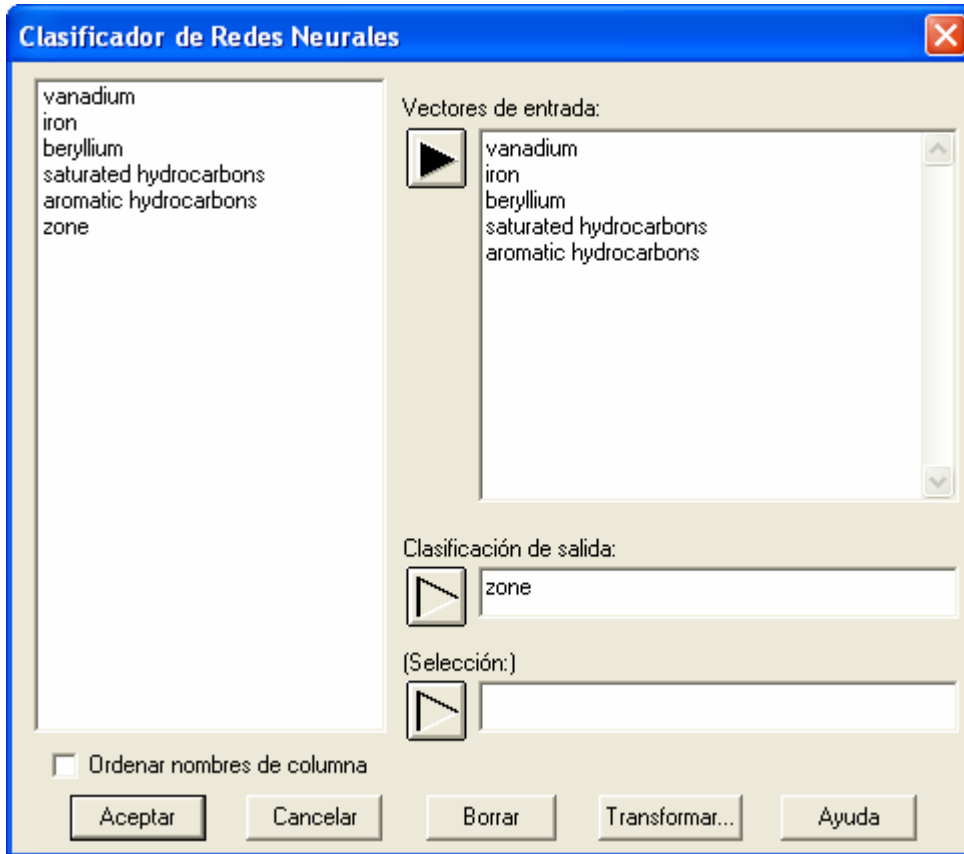 Clasificador de Redes Neurales
vanadium
iron
beryllium
saturated hydrocarbons
aromatic hydrocarbons
zone
Vectores de entrada:
vanadium
iron
beryllium
saturated hydrocarbons
aromatic hydrocarbons
Clasificación de salida:
zone
(Selección:)
Ordenar nombres de columna
Aceptar
Cancelar
Borrar
Transformar...
Ayuda